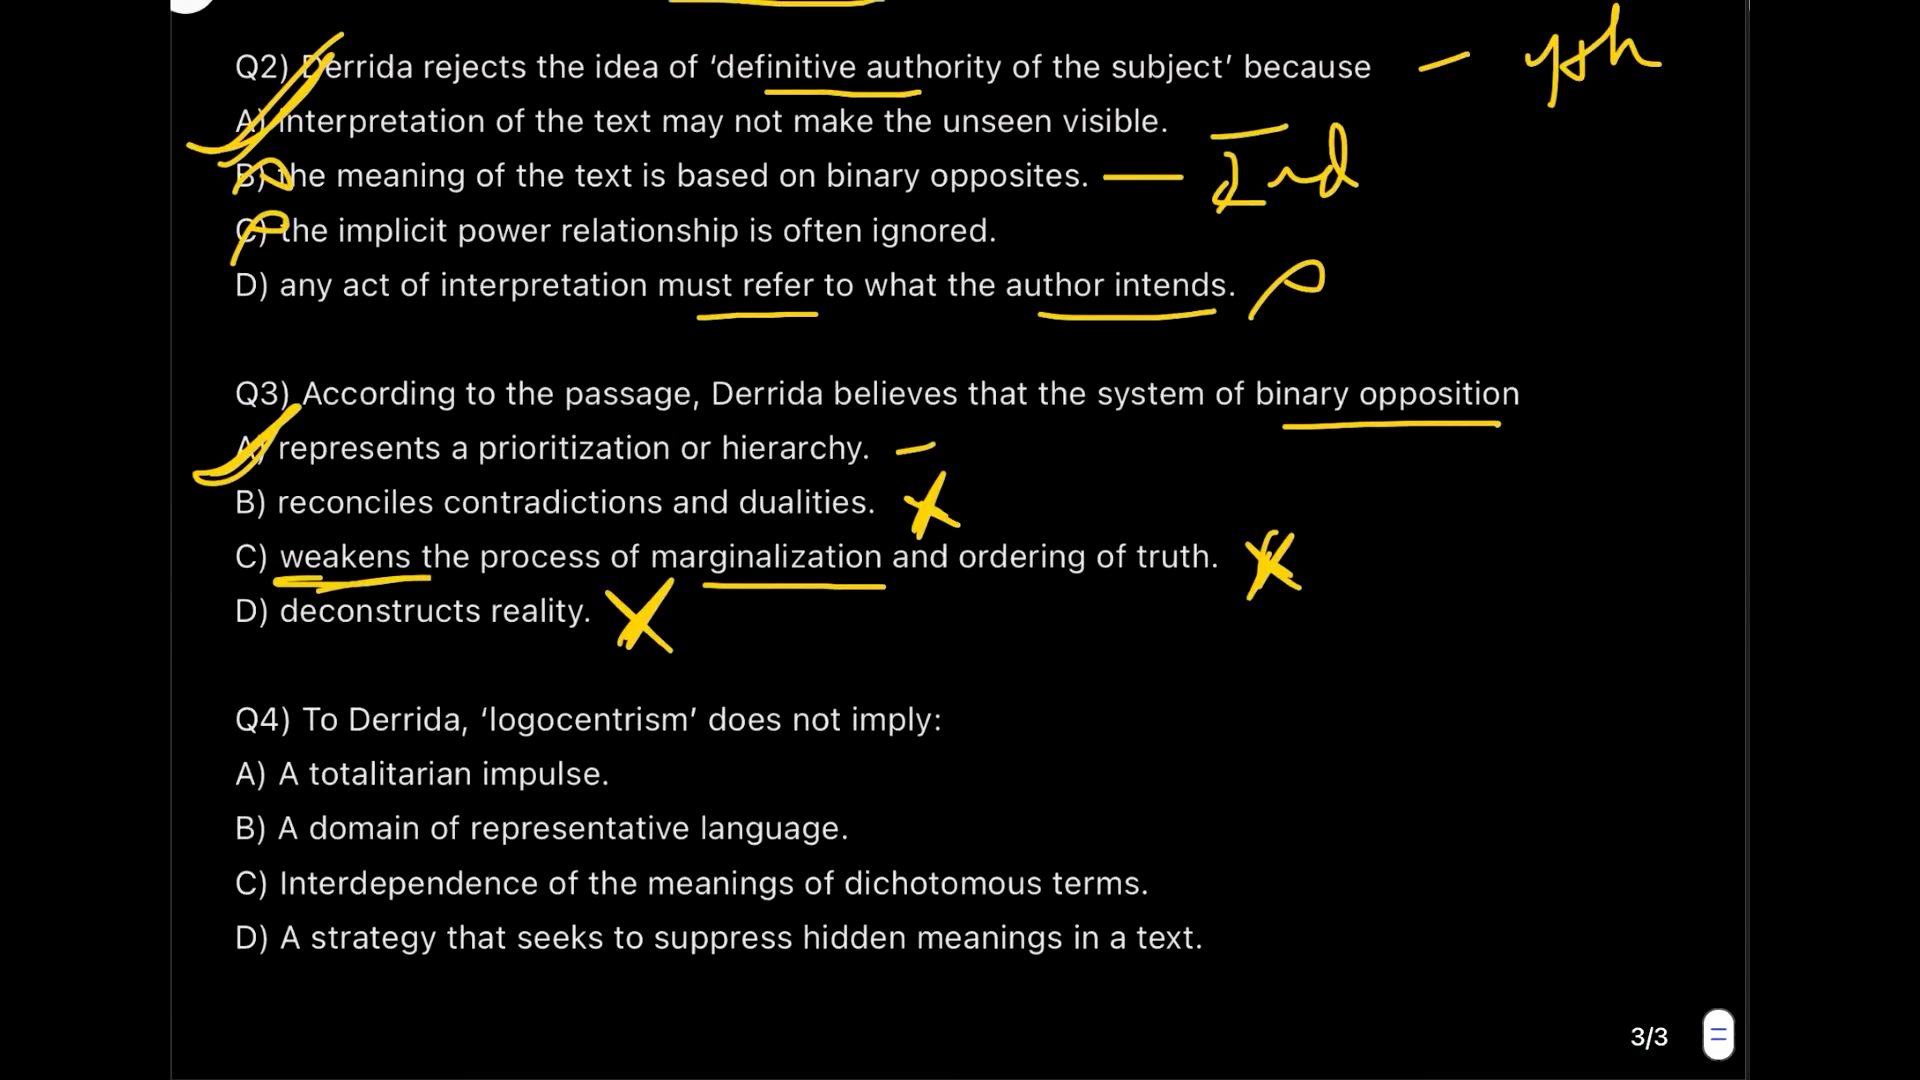 Q2) Derrida rejects the idea of ‘definitive authority of the subject’ because
A) interpretation of the text may not make the unseen visible.
B) the meaning of the text is based on binary opposites. 2nd
C) the implicit power relationship is often ignored.
D) any act of interpretation must refer to what the author intends.
Q3) According to the passage, Derrida believes that the system of binary opposition
A) represents a prioritization or hierarchy.
B) reconciles contradictions and dualities.
C) weakens the process of marginalization and ordering of truth.
D) deconstructs reality.
Q4) To Derrida, ‘logocentrism’ does not imply:
A) A totalitarian impulse.
B) A domain of representative language.
C) Interdependence of the meanings of dichotomous terms.
D) A strategy that seeks to suppress hidden meanings in a text.
3/3